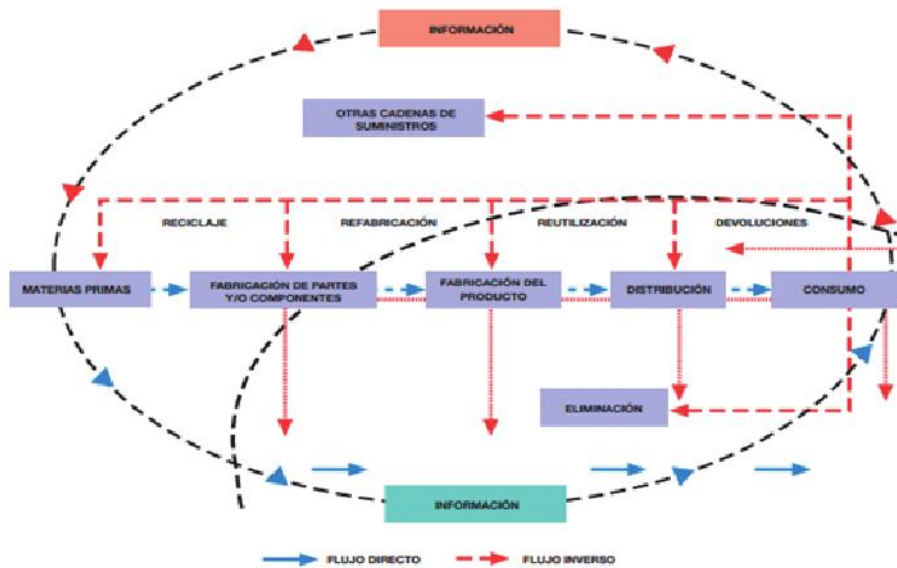 INFORMACIÓN
OTRAS CADENAS DE
SUMINISTROS
RECICLAJE
REFABRICACIÓN
REUTILIZACIÓN
DEVOLUCIONES
MATERIAS PRIMAS
FABRICACIÓN DE PARTES
Y/O COMPONENTES
FABRICACIÓN DEL
PRODUCTO
DISTRIBUCIÓN
CONSUMO
ELIMINACIÓN
INFORMACIÓN
FLUJO DIRECTO
FLUJO INVERSO